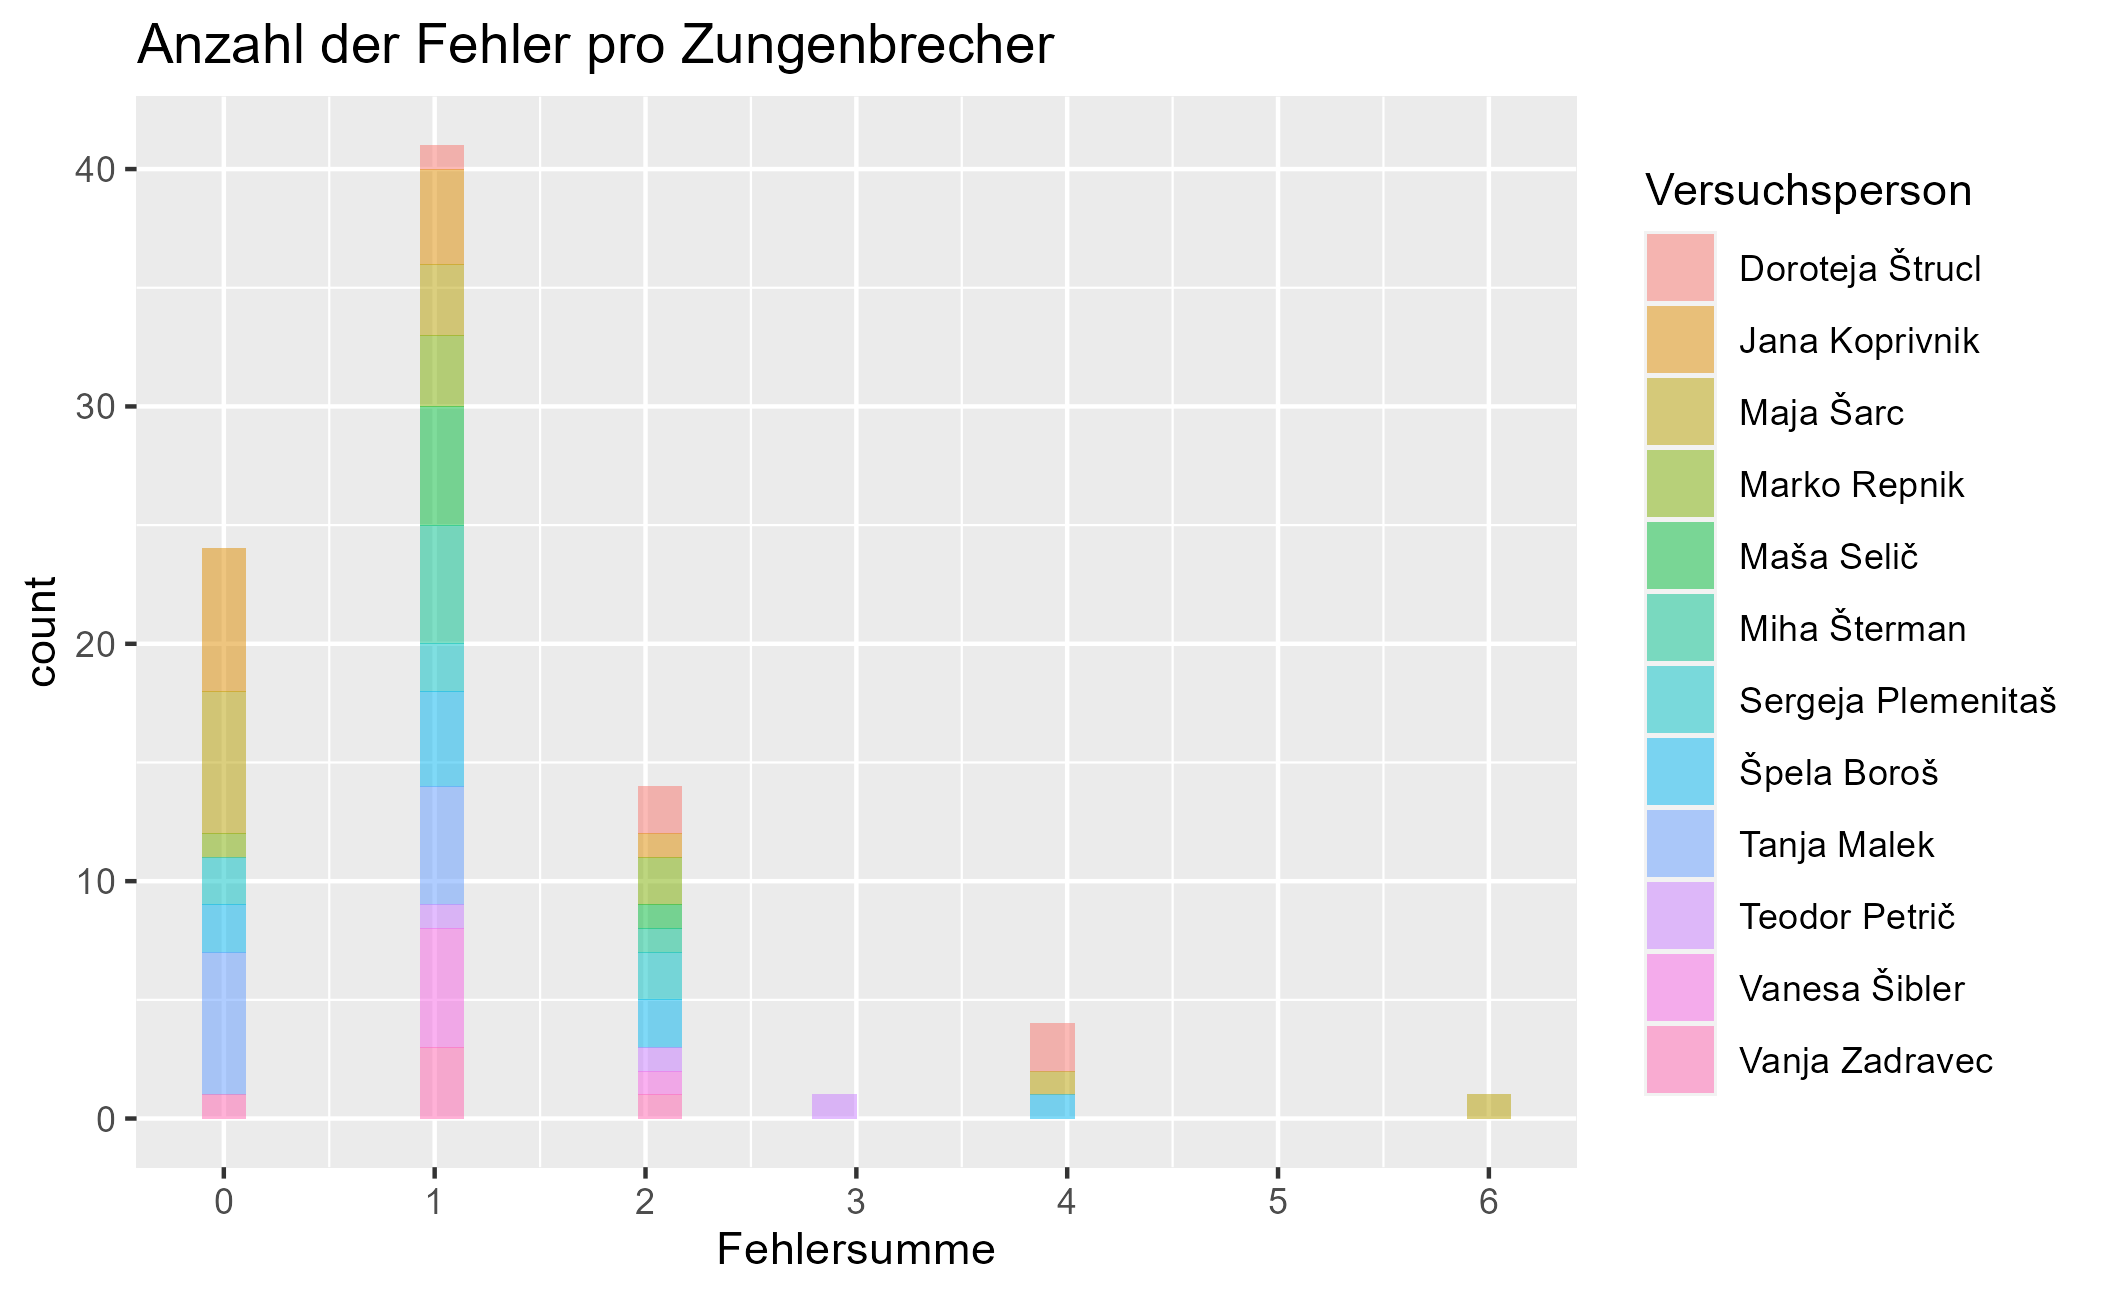 Anzahl der Fehler pro Zungenbrecher
count
40
30
20
10
0
0 1 2 3 4 5 6
Fehlersumme
Versuchsperson
Doroteja Štrucl
Jana Koprivnik
Maja Šarc
Marko Repnik
Maša Selič
Miha Šterman
Sergeja Plemenitaš
Špela Boroš
Tanja Malek
Teodor Petrič
Vanesa Šibler
Vanja Zadravec